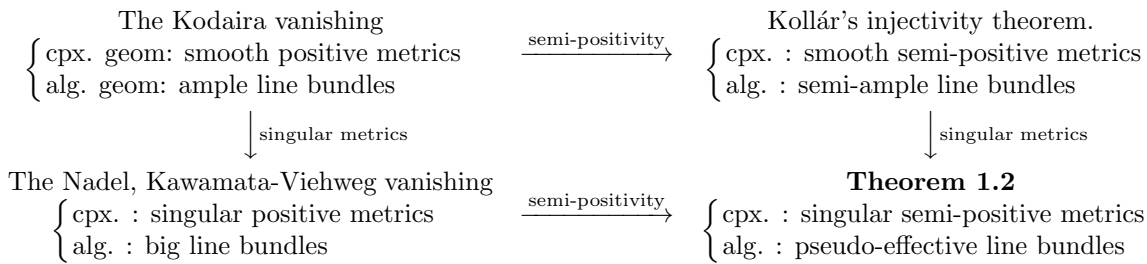 The Kodaira vanishing
cpx. geom: smooth positive metrics
alg. geom: ample line bundles
semi-positivity
Kollár's injectivity theorem.
cpx. : smooth semi-positive metrics
alg. : semi-ample line bundles
singular metrics
singular metrics
The Nadel, Kawamata-Viehweg vanishing
cpx. : singular positive metrics
alg. : big line bundles
semi-positivity
Theorem 1.2
cpx. : singular semi-positive metrics
alg. : pseudo-effective line bundles